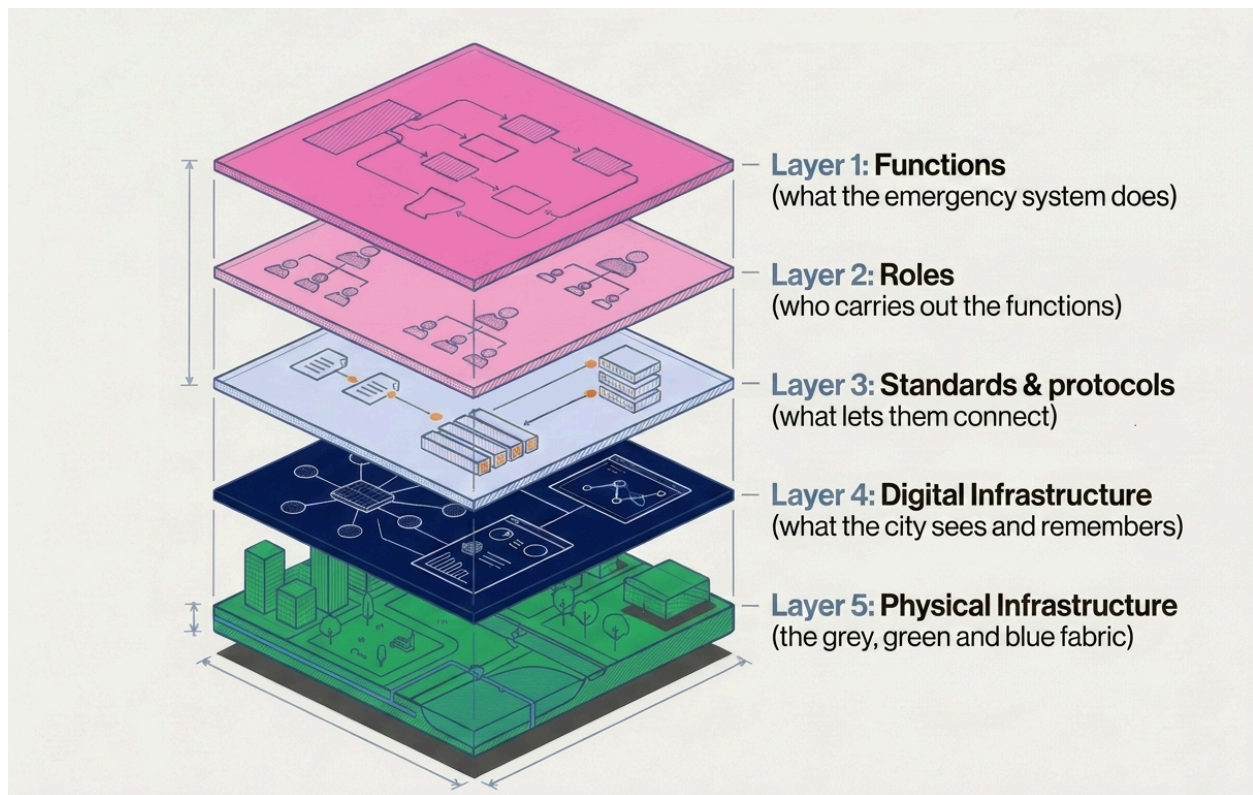 Layer 1: Functions
(what the emergency system does)
Layer 2: Roles
(who carries out the functions)
Layer 3: Standards & protocols
(what lets them connect)
Layer 4: Digital Infrastructure
(what the city sees and remembers)
Layer 5: Physical Infrastructure
(the grey, green and blue fabric)